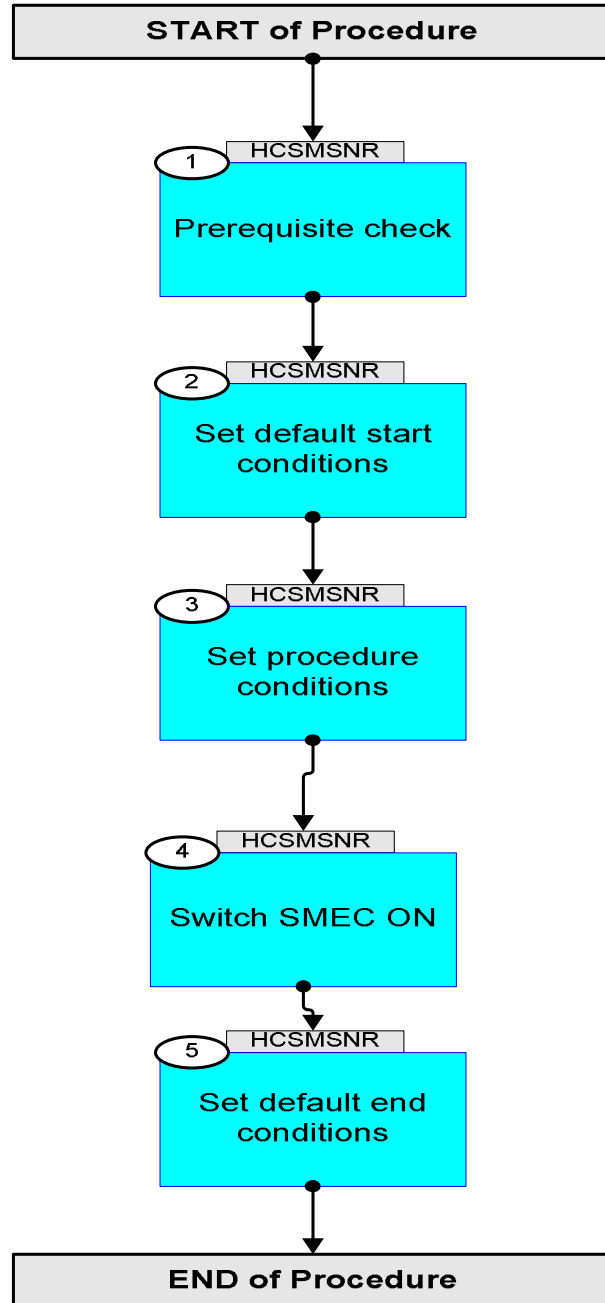 START of Procedure
HCSMSNR
1
Prerequisite check
HCSMSNR
2
Set default start
conditions
HCSMSNR
3
Set procedure
conditions
HCSMSNR
4
Switch SMEC ON
HCSMSNR
5
Set default end
conditions
END of Procedure